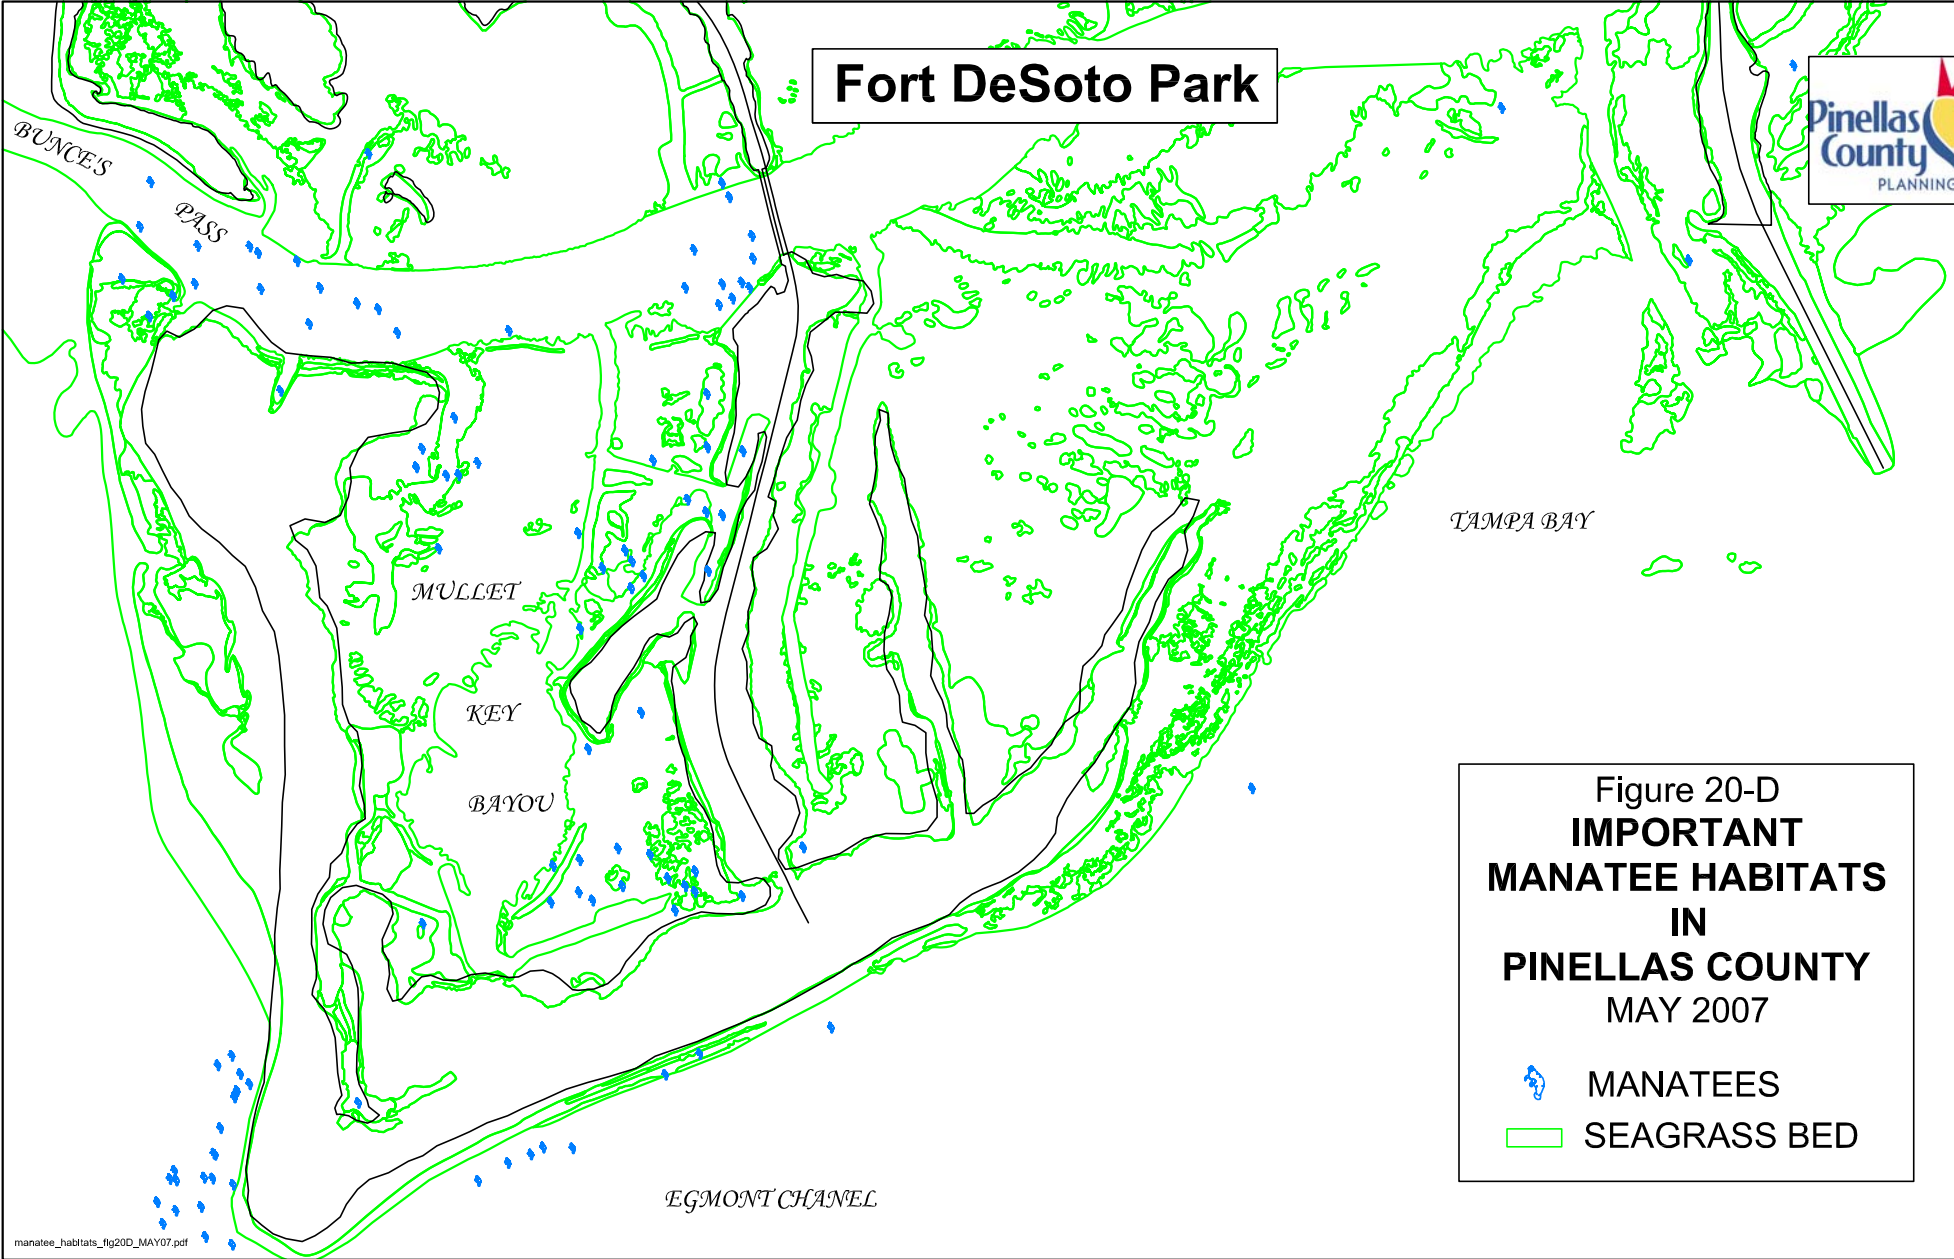 Fort DeSoto Park
Pinellas
County
PLANNING
BUNCE'S
PASS
TAMPA BAY
MULLET
KEY
BAYOU
EGMONT CHANEL
Figure 20-D
IMPORTANT
MANATEE HABITATS
IN
PINELLAS COUNTY
MAY 2007
MANATEES
SEAGRASS BED
manatee_habitats_fig20D_MAY07.pdf